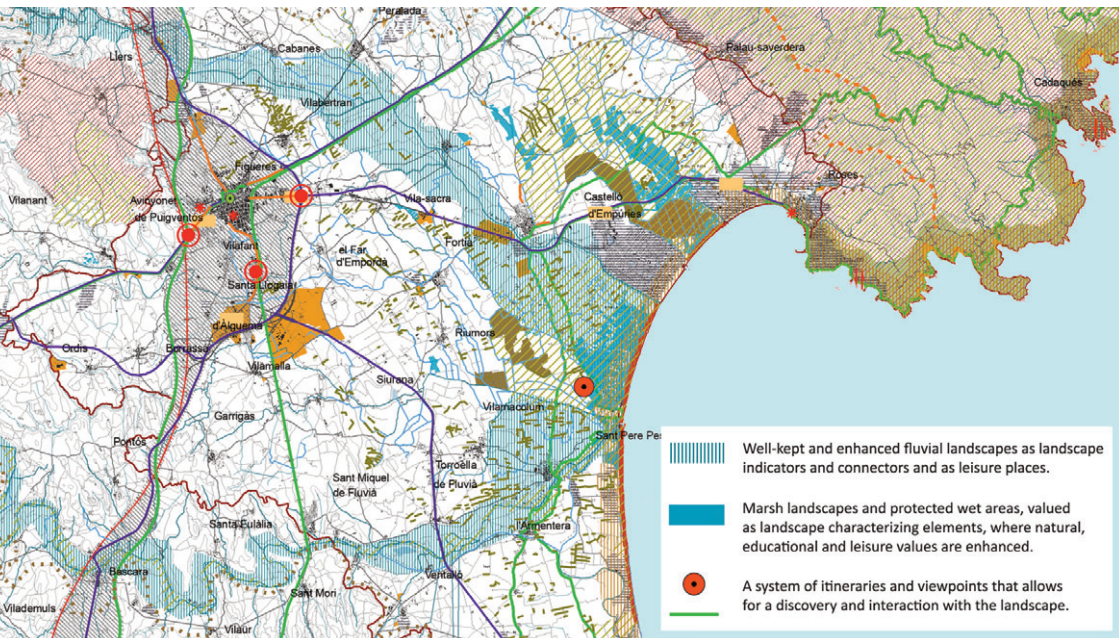 Peralada
Cabanes
Llers
Palau-saverdera
Cadaqués
Vilabertran
Figueres
Roses
Vilanant
Avinyonet
de Puigventós
Vila-sacra
Castelló
d'Empúries
Vilafant
el Far
d'Empordà
Fortià
Santa Llogaia
d'Àlguema
Riumors
Ordis
Borrassà
Vilamalla
Siurana
Garrigàs
Vilamacolum
Pontós
Sant Pere Pes
Well-kept and enhanced fluvial landscapes as landscape
indicators and connectors and as leisure places.
Torroella
de Fluvià
Sant Miquel
de Fluvià
Marsh landscapes and protected wet areas, valued
as landscape characterizing elements, where natural,
educational and leisure values are enhanced.
Santa Eulàlia
l'Armentera
Bàscara
Ventalló
Sant Mori
A system of itineraries and viewpoints that allows
for a discovery and interaction with the landscape.
Vilademuls
Vilaür